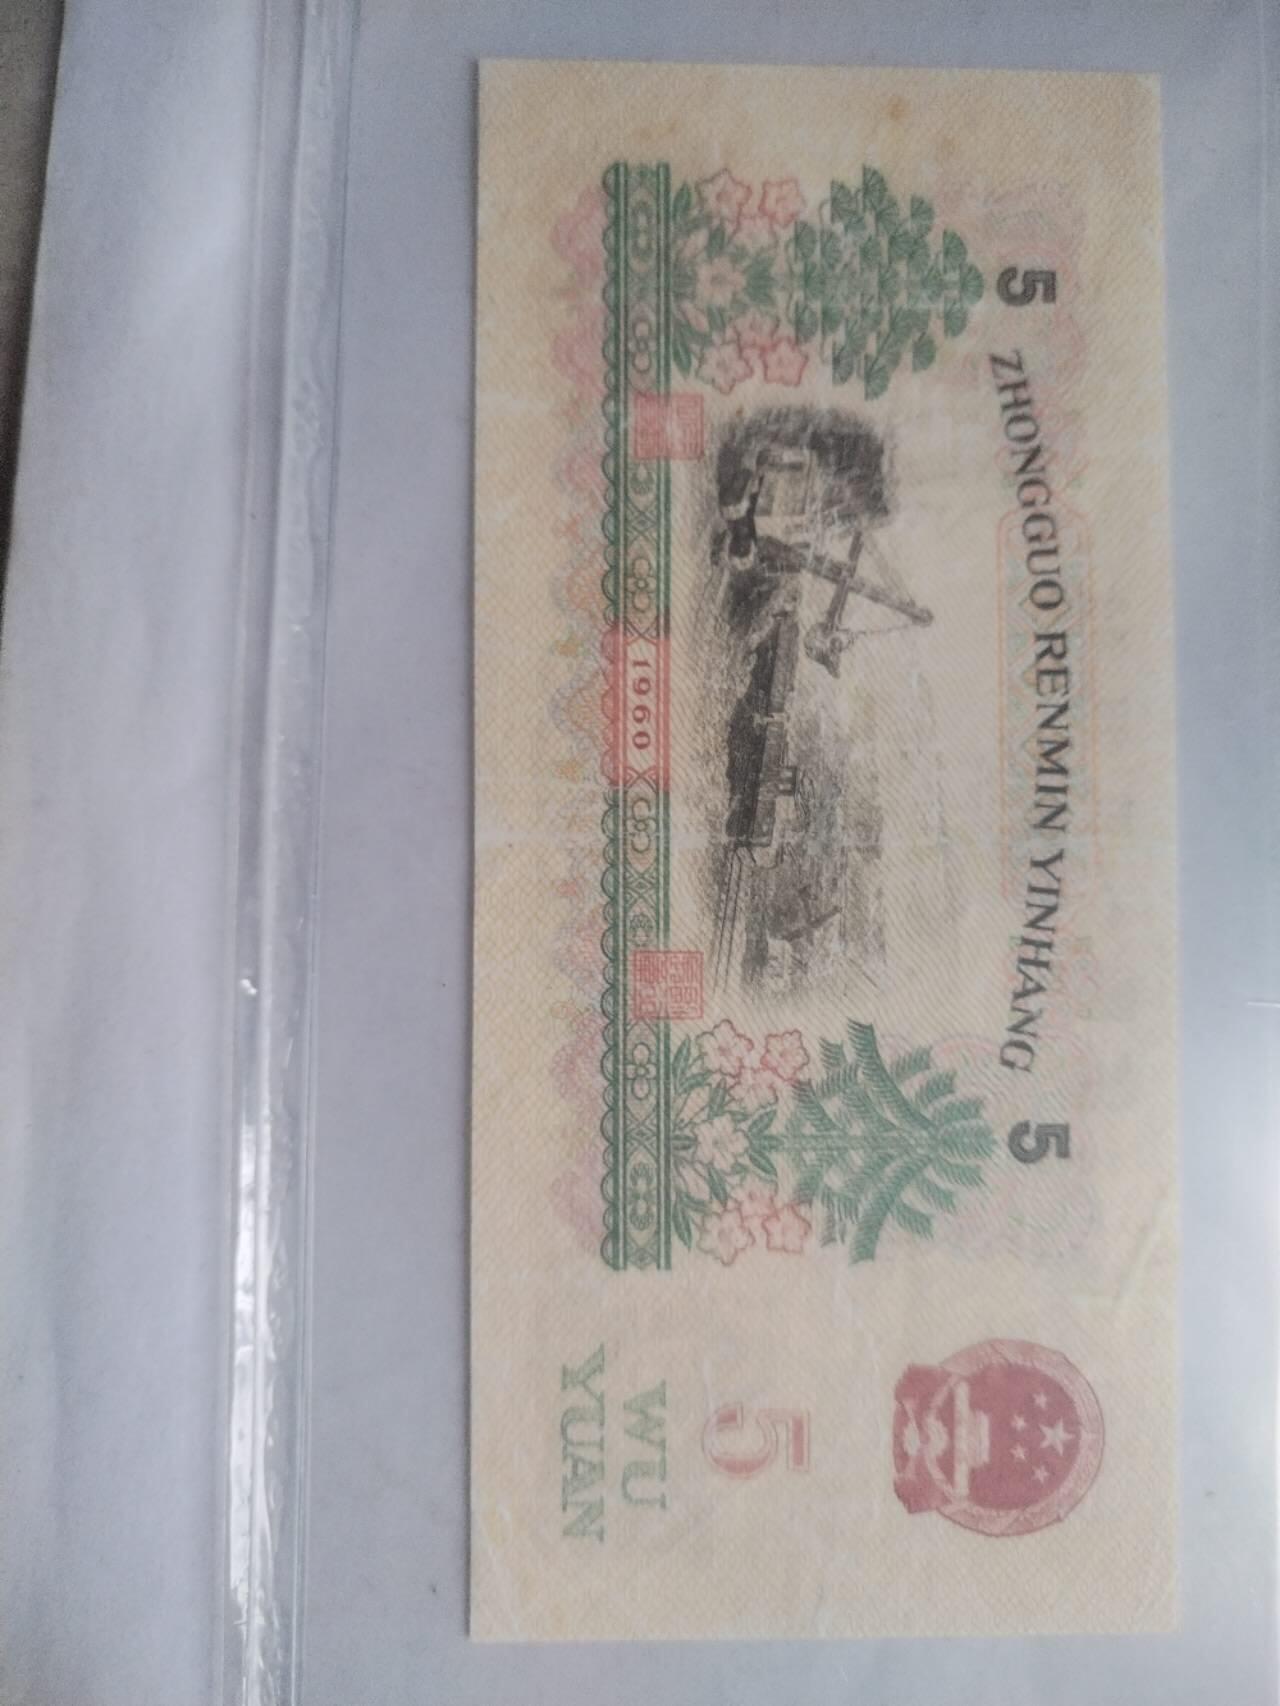 5 ZHONGGUO RENMIN YINHANG 5
5
1960
WU
YUAN